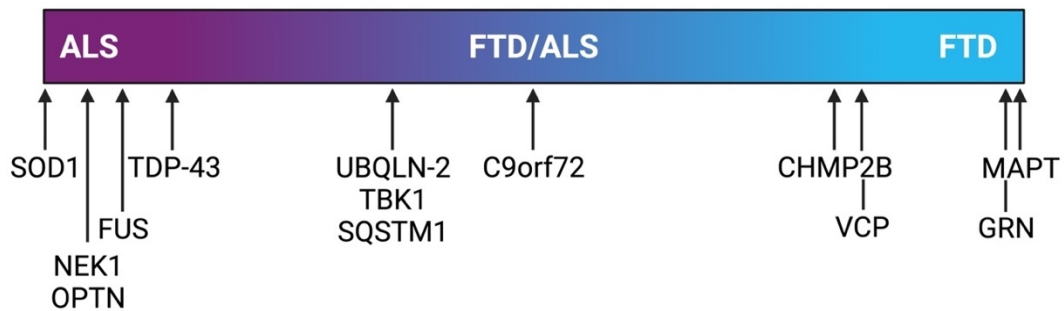 ALS FTD/ALS FTD
SOD1 TDP-43 UBQLN-2 C9orf72 CHMP2B MAPT
TBK1
FUS SQSTM1 VCP GRN
NEK1
OPTN